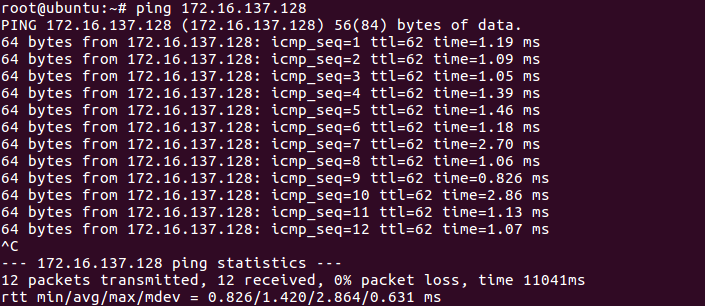 root@ubuntu:~# ping 172.16.137.128
PING 172.16.137.128 (172.16.137.128) 56(84) bytes of data.
64 bytes from 172.16.137.128: icmp_seq=1 ttl=62 time=1.19 ms
64 bytes from 172.16.137.128: icmp_seq=2 ttl=62 time=1.09 ms
64 bytes from 172.16.137.128: icmp_seq=3 ttl=62 time=1.05 ms
64 bytes from 172.16.137.128: icmp_seq=4 ttl=62 time=1.39 ms
64 bytes from 172.16.137.128: icmp_seq=5 ttl=62 time=1.46 ms
64 bytes from 172.16.137.128: icmp_seq=6 ttl=62 time=1.18 ms
64 bytes from 172.16.137.128: icmp_seq=7 ttl=62 time=2.70 ms
64 bytes from 172.16.137.128: icmp_seq=8 ttl=62 time=1.06 ms
64 bytes from 172.16.137.128: icmp_seq=9 ttl=62 time=0.826 ms
64 bytes from 172.16.137.128: icmp_seq=10 ttl=62 time=2.86 ms
64 bytes from 172.16.137.128: icmp_seq=11 ttl=62 time=1.13 ms
64 bytes from 172.16.137.128: icmp_seq=12 ttl=62 time=1.07 ms
^C
--- 172.16.137.128 ping statistics ---
12 packets transmitted, 12 received, 0% packet loss, time 11041ms
rtt min/avg/max/mdev = 0.826/1.420/2.864/0.631 ms